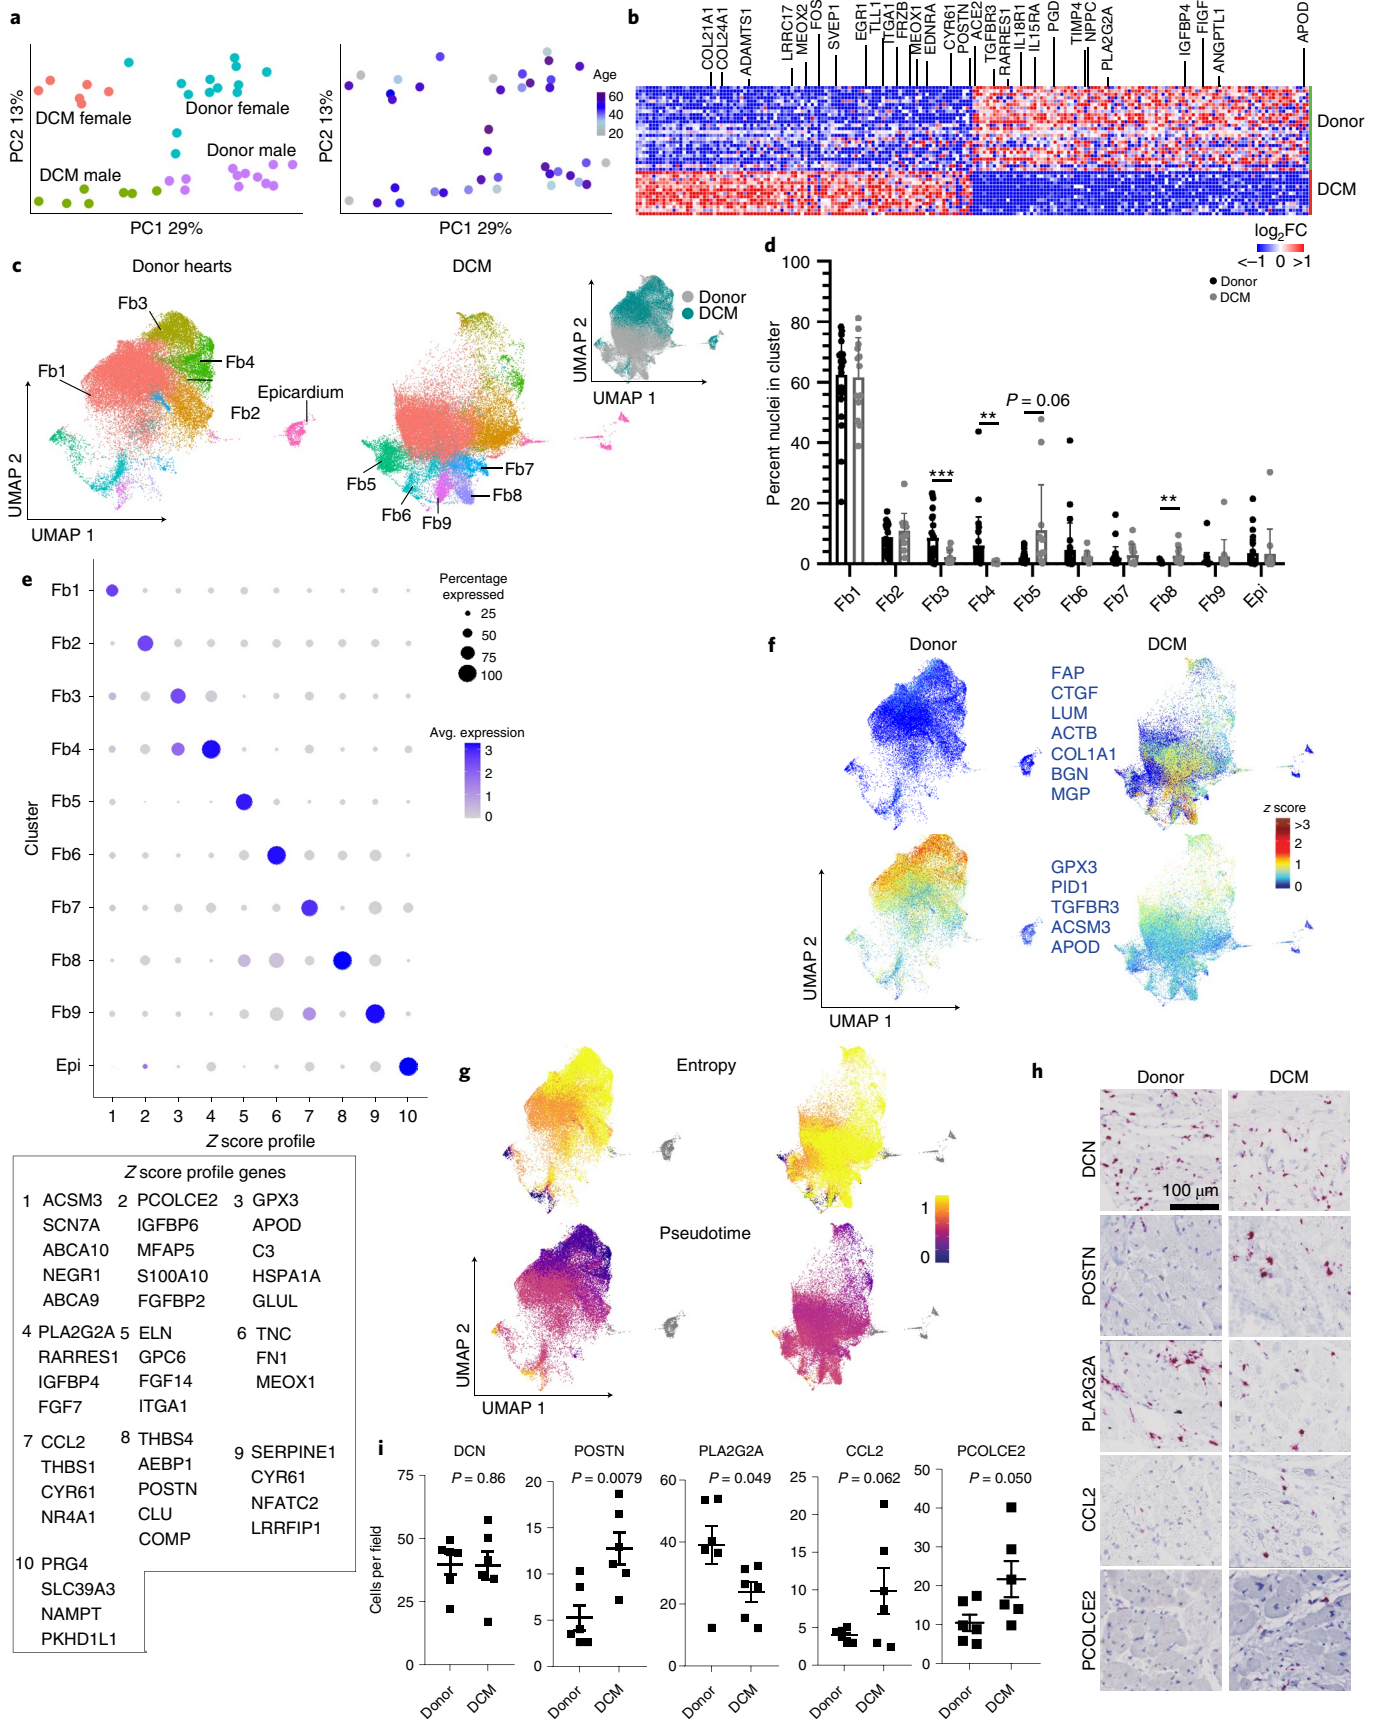 a
PC2 13%
DCM female
Donor female
Donor male
DCM male
PC1 29%
PC2 13%
Age
60
40
20
PC1 29%
b
COL21A1
COL24A1
ADAMTS1
LRRC17
MEOX2
FOS
SVEP1
EGR1
TLL1
ITGA1
FRZB
MEOX1
EDNRA
CYR61
POSTN
ACE2
TGFBR3
RARRES1
IL18R1
IL15RA
PGD
TIMP4
NPPC
PLA2G2A
IGFBP4
FIGF
ANGPTL1
APOD
Donor
DCM
log2FC
<–1 0 >1
c
Donor hearts
DCM
Fb3
Fb4
Fb1
Fb2
Epicardium
UMAP 2
UMAP 1
Fb5
Fb6
Fb9
Fb8
Fb7
Donor
DCM
UMAP 2
UMAP 1
d
Percent nuclei in cluster
100
80
60
40
20
0
Donor
DCM
***
**
P = 0.06
**
Fb1 Fb2 Fb3 Fb4 Fb5 Fb6 Fb7 Fb8 Fb9 Epi
e
Cluster
Fb1
Fb2
Fb3
Fb4
Fb5
Fb6
Fb7
Fb8
Fb9
Epi
1 2 3 4 5 6 7 8 9 10
Z score profile
Percentage
expressed
25
50
75
100
Avg. expression
3
2
1
0
Z score profile genes
1 ACSM3 2 PCOLCE2 3 GPX3
SCN7A IGFBP6 APOD
ABCA10 MFAP5 C3
NEGR1 S100A10 HSPA1A
ABCA9 FGFBP2 GLUL
4 PLA2G2A 5 ELN 6 TNC
RARRES1 GPC6 FN1
IGFBP4 FGF14 MEOX1
FGF7 ITGA1
7 CCL2 8 THBS4 9 SERPINE1
THBS1 AEBP1 CYR61
CYR61 POSTN NFATC2
NR4A1 CLU LRRFIP1
COMP
10 PRG4
SLC39A3
NAMPT
PKHD1L1
f
Donor
DCM
FAP
CTGF
LUM
ACTB
COL1A1
BGN
MGP
z score
>3
2
1
0
GPX3
PID1
TGFBR3
ACSM3
APOD
UMAP 2
UMAP 1
g
Entropy
Pseudotime
1
0
UMAP 2
UMAP 1
h
Donor
DCM
DCN
100 µm
POSTN
PLA2G2A
CCL2
PCOLCE2
i
Cells per field
DCN
P = 0.86
75
50
25
0
Donor DCM
POSTN
P = 0.0079
20
15
10
5
0
Donor DCM
PLA2G2A
P = 0.049
60
40
20
0
Donor DCM
CCL2
P = 0.062
25
20
15
10
5
0
Donor DCM
PCOLCE2
P = 0.050
50
40
30
20
10
0
Donor DCM